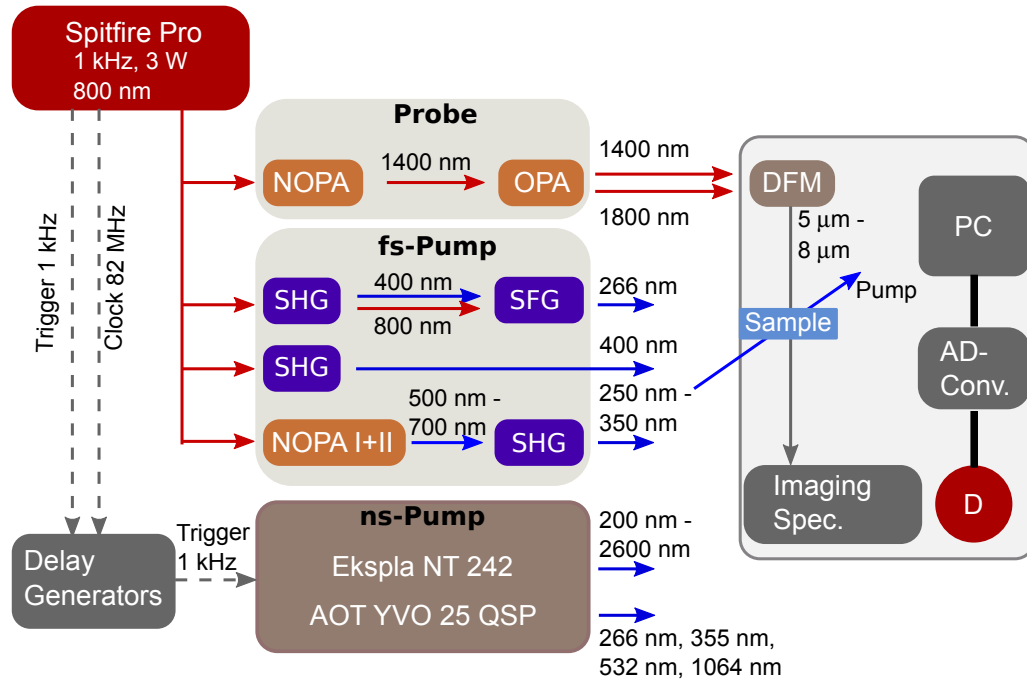 Spitfire Pro
1 kHz, 3 W
800 nm
Trigger 1 kHz
Clock 82 MHz
Probe
NOPA
1400 nm
OPA
1400 nm
1800 nm
fs-Pump
SHG
400 nm
800 nm
SFG
266 nm
SHG
400 nm
NOPA I+II
500 nm -
700 nm
SHG
250 nm -
350 nm
Delay
Generators
Trigger
1 kHz
ns-Pump
Ekspla NT 242
AOT YVO 25 QSP
200 nm -
2600 nm
266 nm, 355 nm,
532 nm, 1064 nm
DFM
5 μm -
8 μm
Pump
Sample
Imaging
Spec.
PC
AD-
Conv.
D